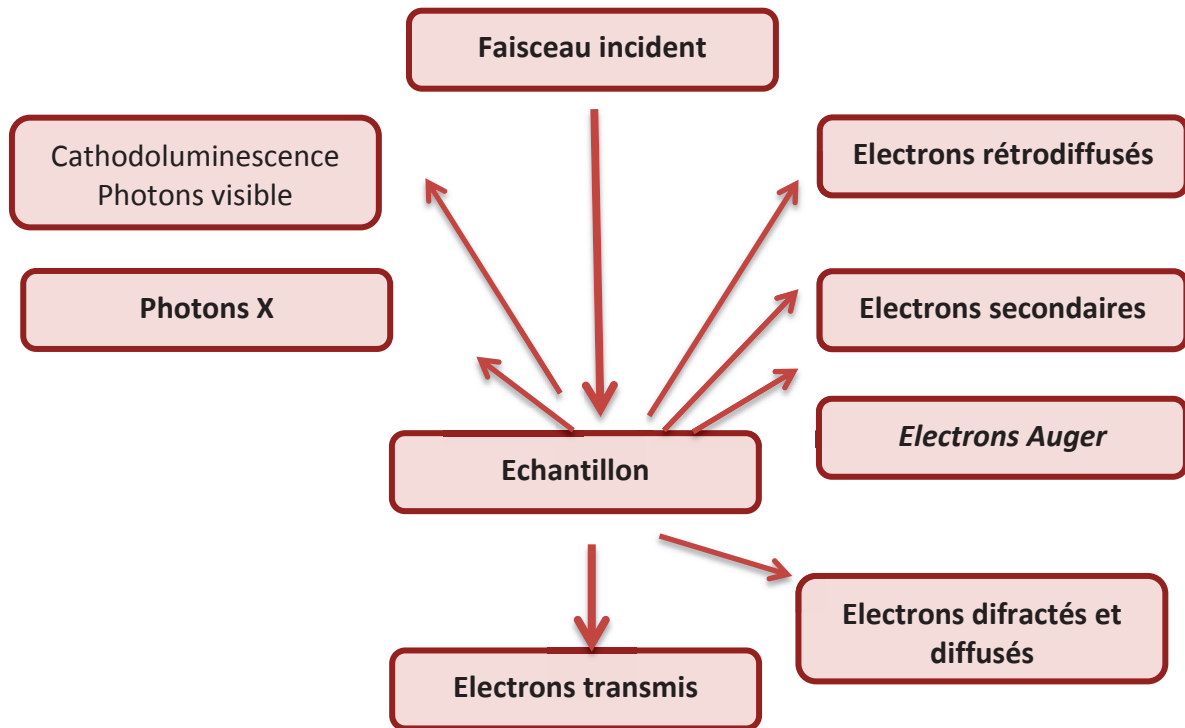 Faisceau incident
Cathodoluminescence
Photons visible
Electrons rétrodiffusés
Photons X
Electrons secondaires
Electrons Auger
Echantillon
Electrons difractés et
diffusés
Electrons transmis